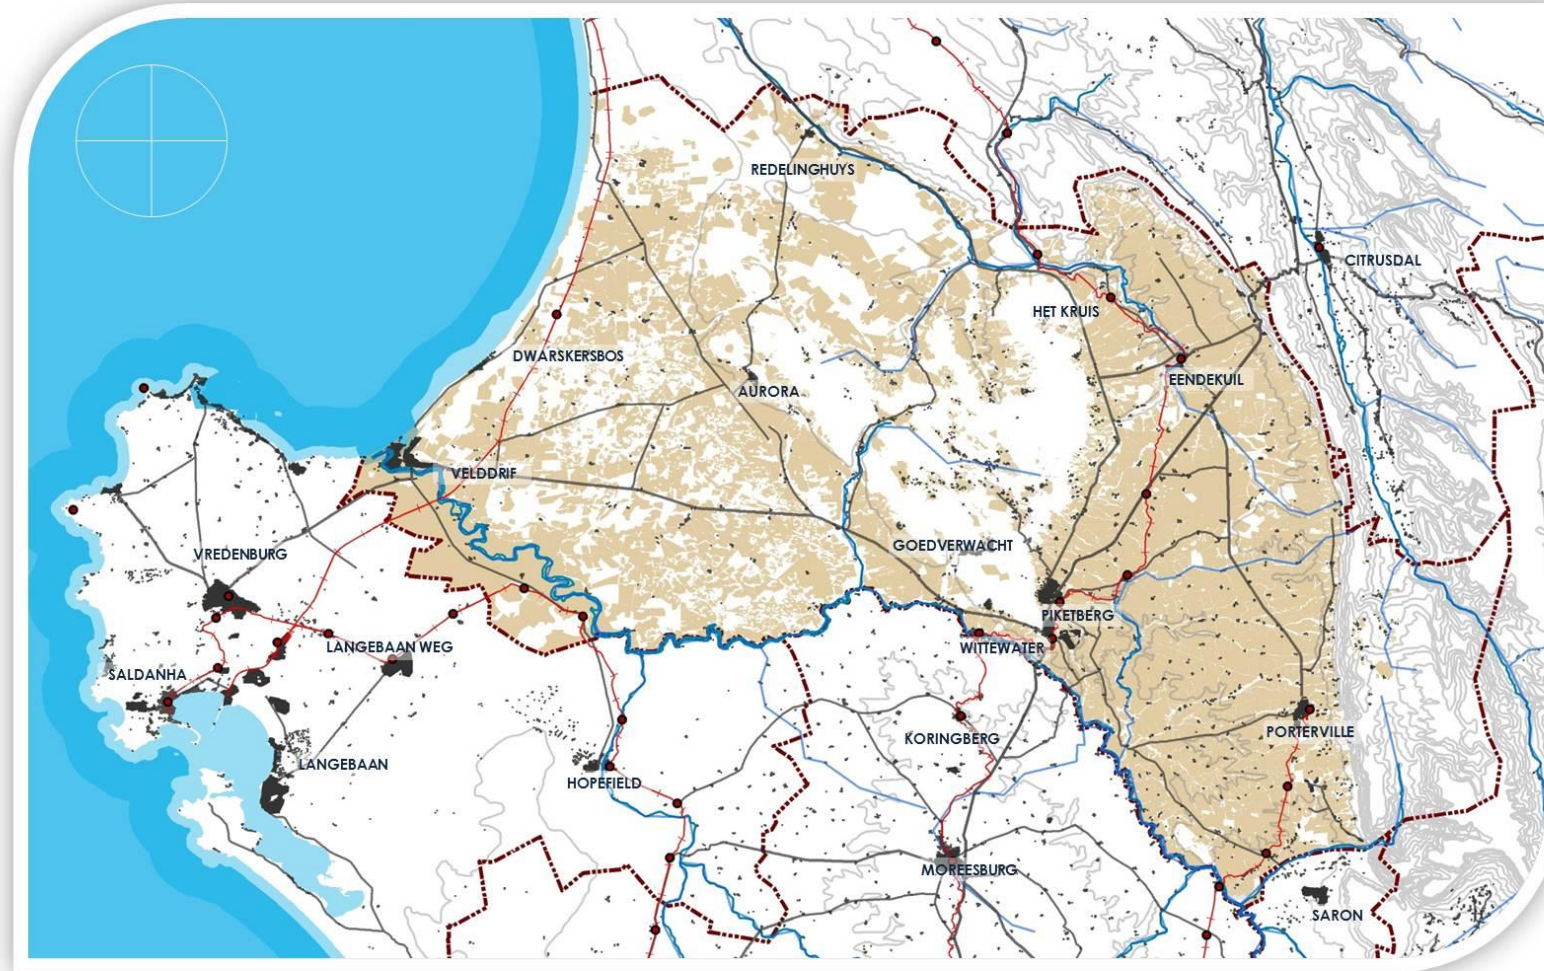 REDELINGHUYS
CITRUSDAL
HET KRUIS
DWARSKERSBOS
EENDEKUIL
AURORA
VELDDRIF
GOEDVERWACHT
VREDENBURG
PIKETBERG
LANGEBAAN WEG
WITTEWATER
SALDANHA
PORTERVILLE
KORINGBERG
LANGEBAAN
HOPEFIELD
MOREESBURG
SARON